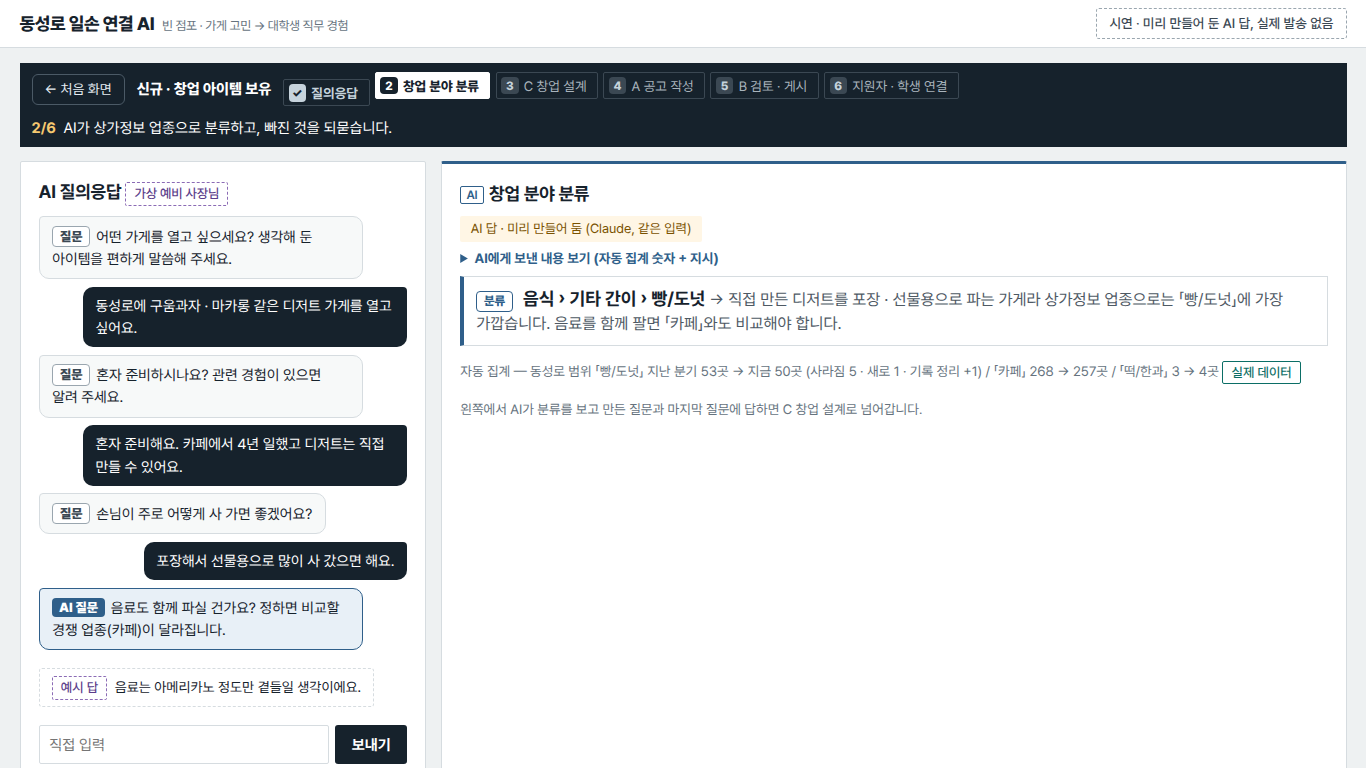 동성로 일손 연결 AI 빈 점포 · 가게 고민 → 대학생 직무 경험
시연 · 미리 만들어 둔 AI 답, 실제 발송 없음
← 처음 화면 신규 · 창업 아이템 보유 ✓ 질의응답 2 창업 분야 분류 3 C 창업 설계 4 A 공고 작성 5 B 검토 · 게시 6 지원자 · 학생 연결
2/6 AI가 상가정보 업종으로 분류하고, 빠진 것을 되묻습니다.
AI 질의응답 가상 예비 사장님
질문 어떤 가게를 열고 싶으세요? 생각해 둔
아이템을 편하게 말씀해 주세요.
동성로에 구움과자 · 마카롱 같은 디저트 가게를 열고
싶어요.
질문 혼자 준비하시나요? 관련 경험이 있으면
알려 주세요.
혼자 준비해요. 카페에서 4년 일했고 디저트는 직접
만들 수 있어요.
질문 손님이 주로 어떻게 사 가면 좋겠어요?
포장해서 선물용으로 많이 사 갔으면 해요.
AI 질문 음료도 함께 파실 건가요? 정하면 비교할
경쟁 업종(카페)이 달라집니다.
예시 답 음료는 아메리카노 정도만 곁들일 생각이에요.
직접 입력 보내기
AI 창업 분야 분류
AI 답 · 미리 만들어 둠 (Claude, 같은 입력)
▶ AI에게 보낸 내용 보기 (자동 집계 숫자 + 지시)
분류 음식 › 기타 간이 › 빵/도넛 → 직접 만든 디저트를 포장 · 선물용으로 파는 가게라 상가정보 업종으로는 「빵/도넛」에 가장
가깝습니다. 음료를 함께 팔면 「카페」와도 비교해야 합니다.
자동 집계 — 동성로 범위 「빵/도넛」 지난 분기 53곳 → 지금 50곳 (사라짐 5 · 새로 1 · 기록 정리 +1) / 「카페」 268 → 257곳 / 「떡/한과」 3 → 4곳 실제 데이터
왼쪽에서 AI가 분류를 보고 만든 질문과 마지막 질문에 답하면 C 창업 설계로 넘어갑니다.